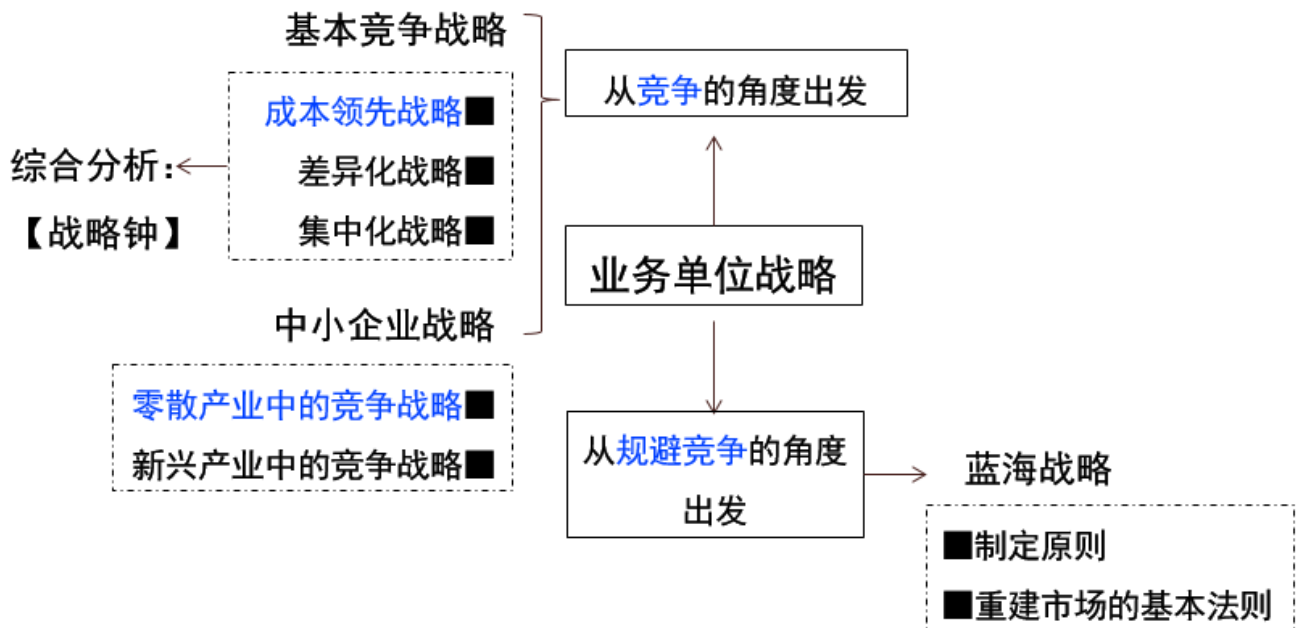 基本竞争战略
从竞争的角度出发
成本领先战略■
差异化战略■
集中化战略■
综合分析：
【战略钟】
业务单位战略
中小企业战略
零散产业中的竞争战略■
新兴产业中的竞争战略■
从规避竞争的角度
出发
蓝海战略
■制定原则
■重建市场的基本法则